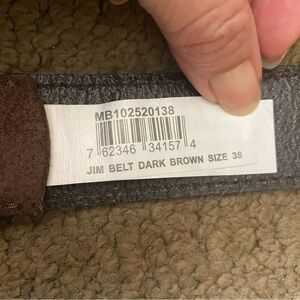 MB102520138
7 62346 34157 4
JIM BELT DARK BROWN SIZE 38